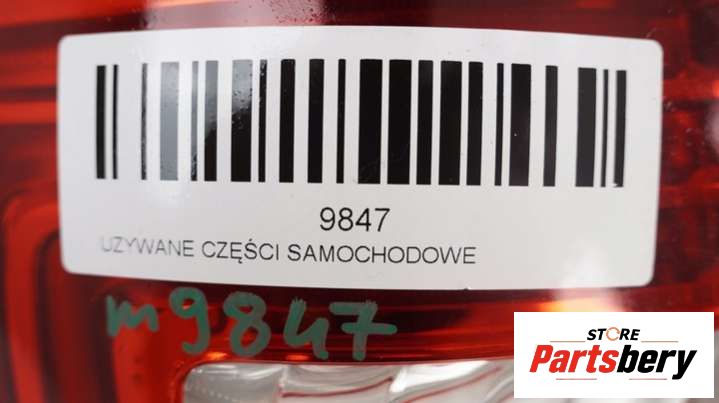 9847
UZYWANE CZĘŚCI SAMOCHODOWE
m9847
STORE
Partsbery